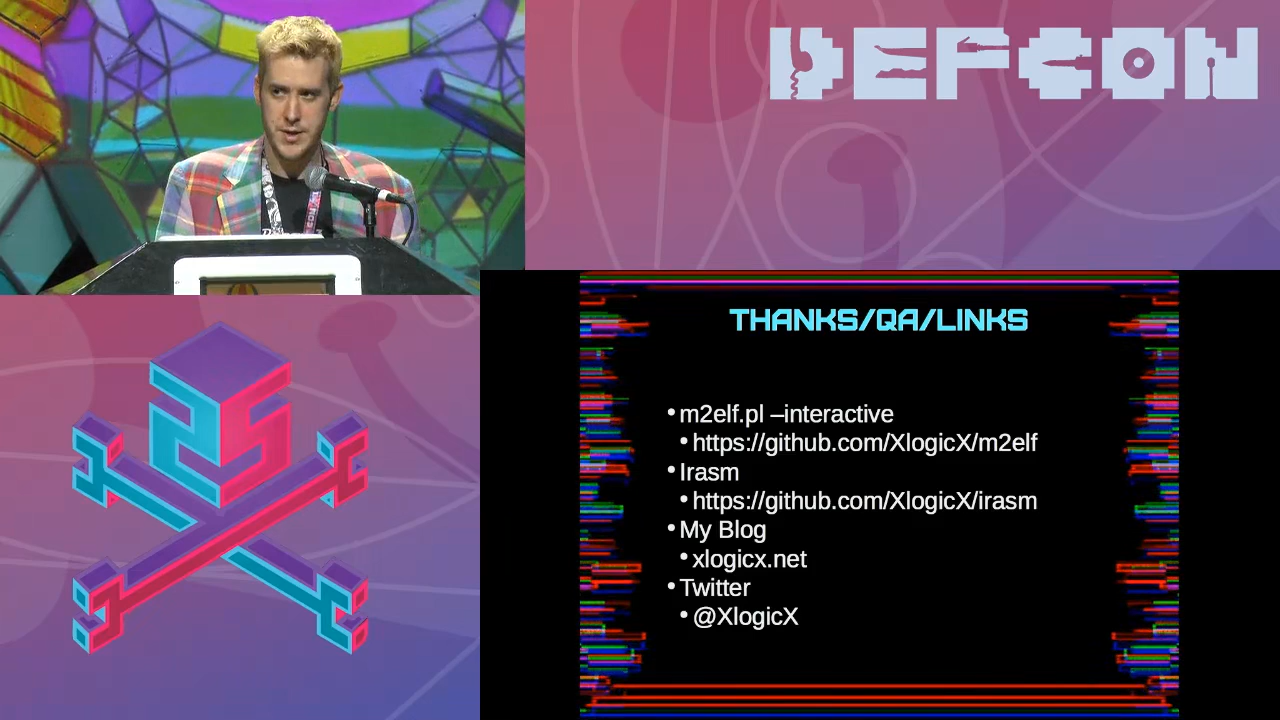 DEFCON
THANKS/QA/LINKS
•m2elf.pl –interactive
•https://github.com/XlogicX/m2elf
•Irasm
•https://github.com/XlogicX/irasm
•My Blog
•xlogicx.net
•Twitter
•@XlogicX
25